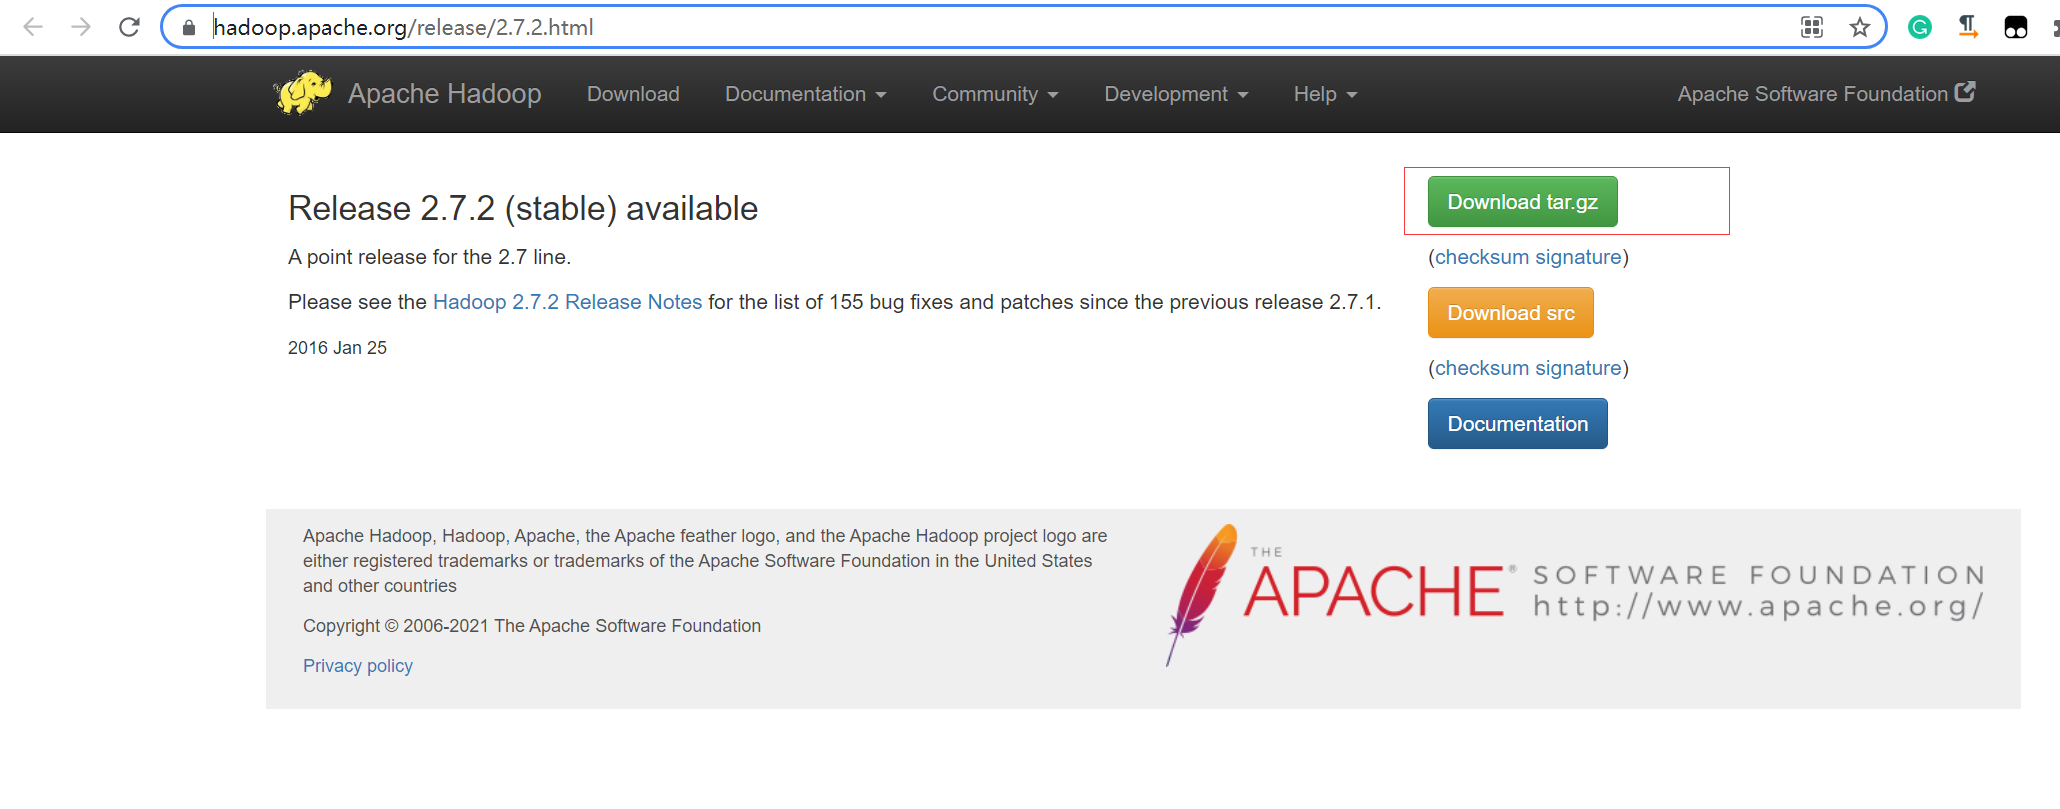 hadoop.apache.org/release/2.7.2.html
Apache Hadoop Download Documentation Community Development Help Apache Software Foundation
Release 2.7.2 (stable) available
A point release for the 2.7 line.
Please see the Hadoop 2.7.2 Release Notes for the list of 155 bug fixes and patches since the previous release 2.7.1.
2016 Jan 25
Download tar.gz
(checksum signature)
Download src
(checksum signature)
Documentation
Apache Hadoop, Hadoop, Apache, the Apache feather logo, and the Apache Hadoop project logo are
either registered trademarks or trademarks of the Apache Software Foundation in the United States
and other countries
Copyright © 2006-2021 The Apache Software Foundation
Privacy policy
THE
APACHE® SOFTWARE FOUNDATION
http://www.apache.org/